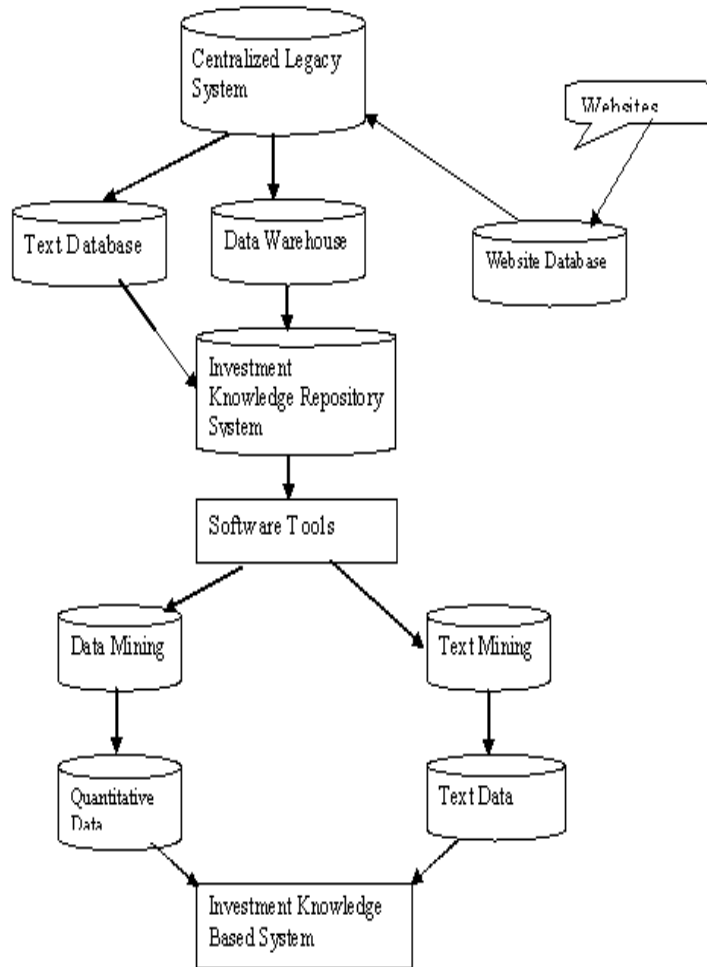 Centralized Legacy
System
Websites
Text Database
Data Warehouse
Website Database
Investment
Knowledge Repository
System
Software Tools
Data Mining
Text Mining
Quantitative
Data
Text Data
Investment Knowledge
Based System